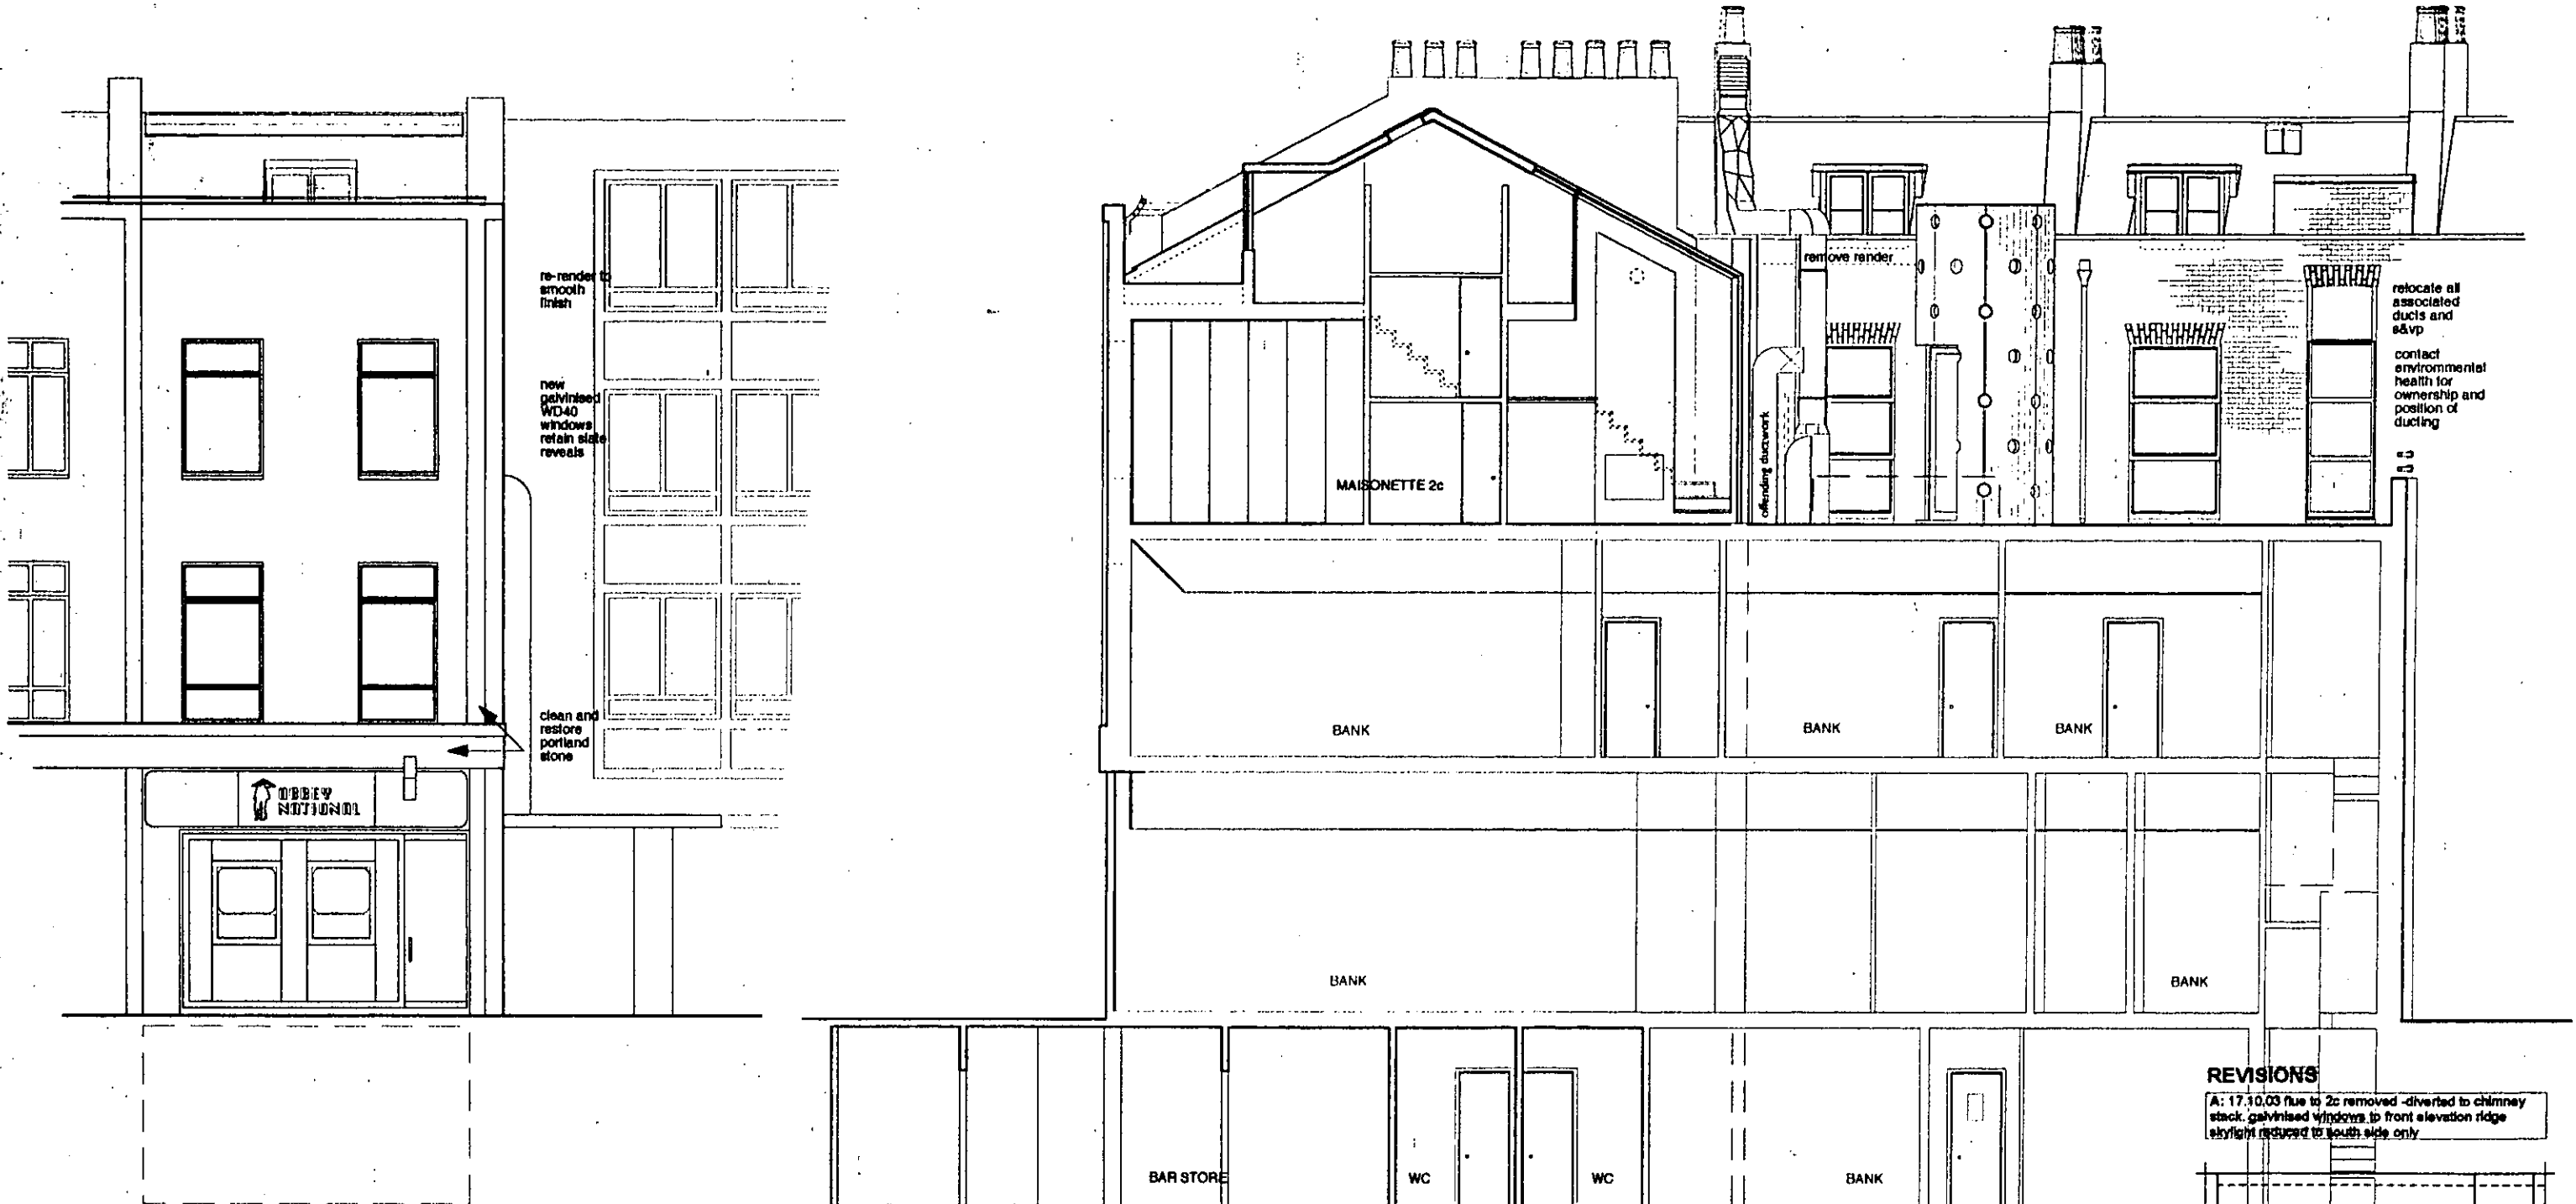 re-render to
smooth
finish
new
galvinised
WD40
windows
retain slate
reveals
clean and
restore
portland
stone
ABBEY
NATIONAL
remove render
offending ductwork
relocate all
associated
ducts and
s&vp
contact
environmental
health for
ownership and
position of
ducting
MAISONETTE 2c
BANK
BANK
BANK
BANK
BANK
BAR STORE
WC
WC
BANK
REVISIONS
A: 17.10.03 flue to 2c removed -diverted to chimney
stack. galvinised windows to front elevation ridge
skylight reduced to south side only